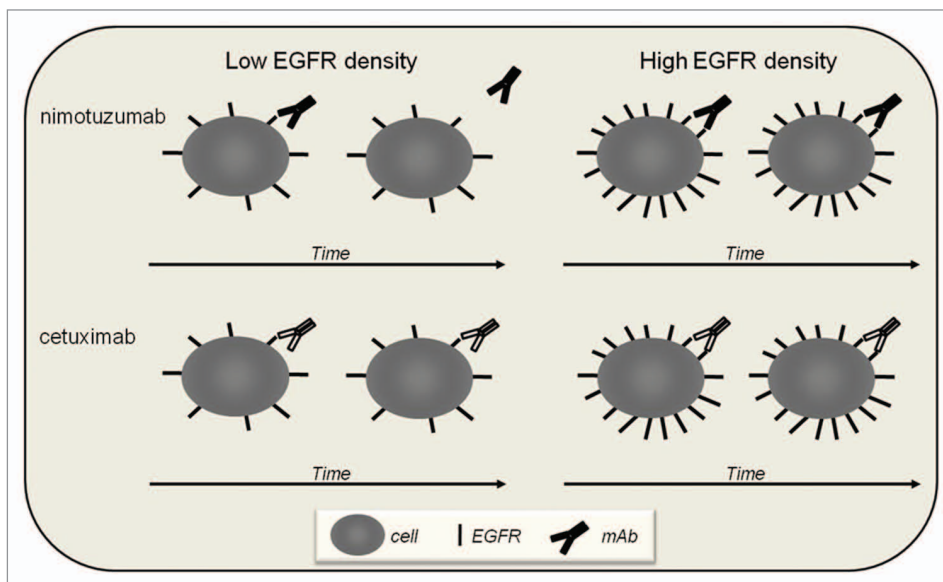 Low EGFR density
High EGFR density
nimotuzumab
Time
Time
cetuximab
Time
Time
cell
EGFR
mAb